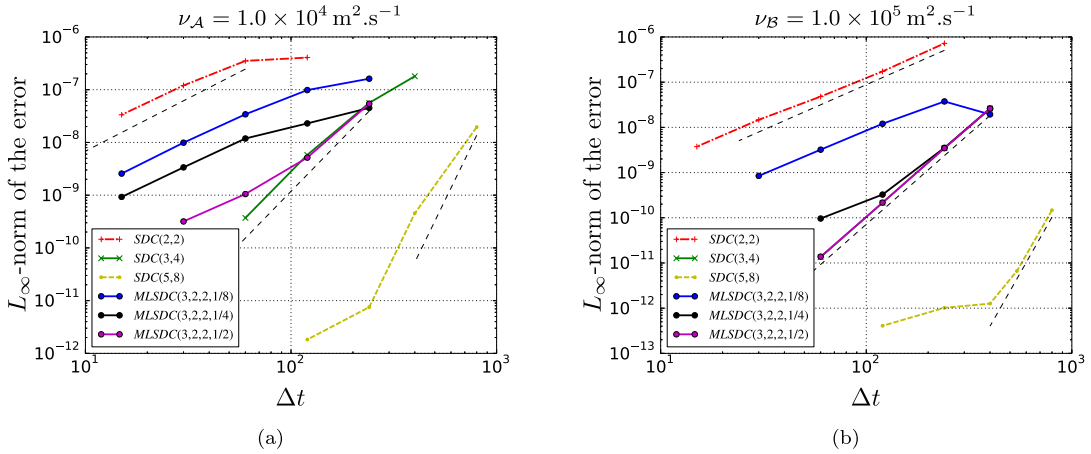 ν_𝒜 = 1.0 × 10⁴ m².s⁻¹
L∞-norm of the error
10⁻⁶
10⁻⁷
10⁻⁸
10⁻⁹
10⁻¹⁰
10⁻¹¹
10⁻¹²
SDC(2,2)
SDC(3,4)
SDC(5,8)
MLSDC(3,2,2,1/8)
MLSDC(3,2,2,1/4)
MLSDC(3,2,2,1/2)
10¹ 10² 10³
Δt
(a)
ν_ℬ = 1.0 × 10⁵ m².s⁻¹
L∞-norm of the error
10⁻⁶
10⁻⁷
10⁻⁸
10⁻⁹
10⁻¹⁰
10⁻¹¹
10⁻¹²
10⁻¹³
SDC(2,2)
SDC(3,4)
SDC(5,8)
MLSDC(3,2,2,1/8)
MLSDC(3,2,2,1/4)
MLSDC(3,2,2,1/2)
10¹ 10² 10³
Δt
(b)